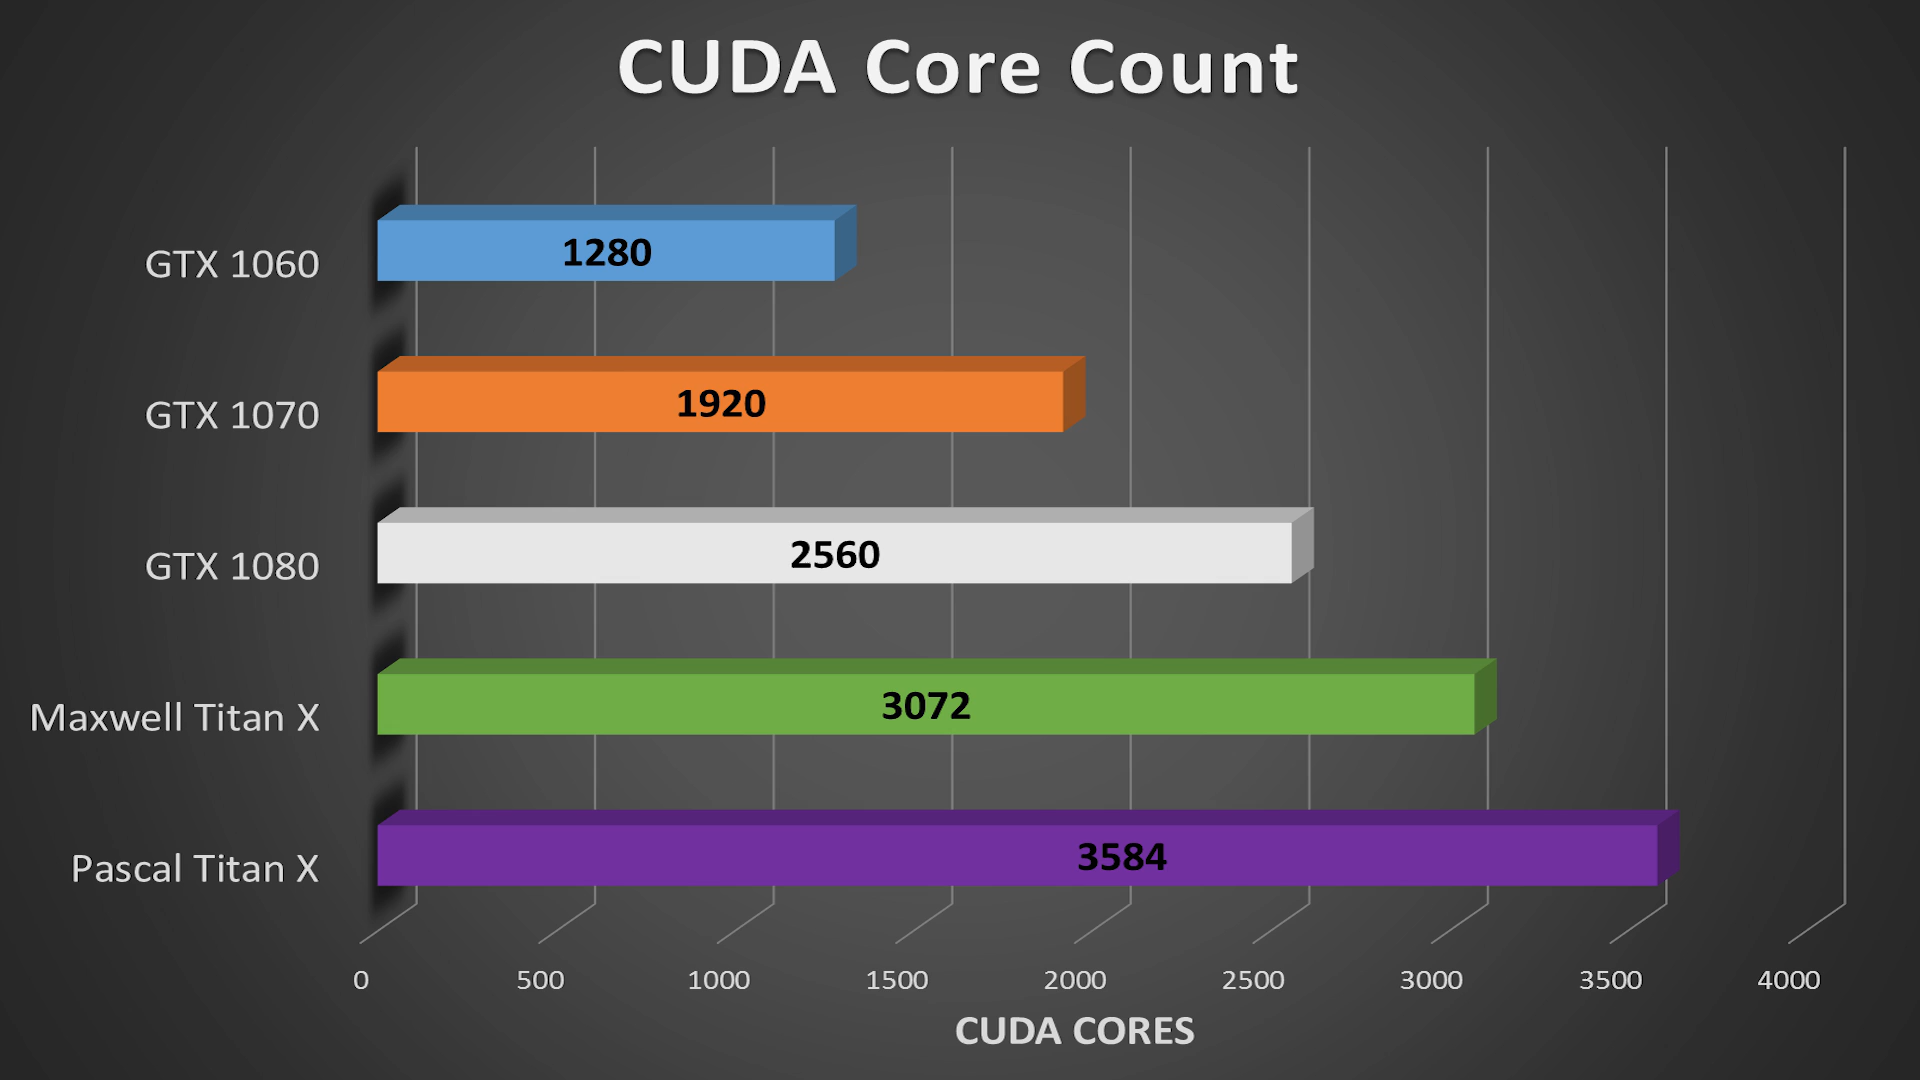 CUDA Core Count
GTX 1060
1280
GTX 1070
1920
GTX 1080
2560
Maxwell Titan X
3072
Pascal Titan X
3584
0 500 1000 1500 2000 2500 3000 3500 4000
CUDA CORES